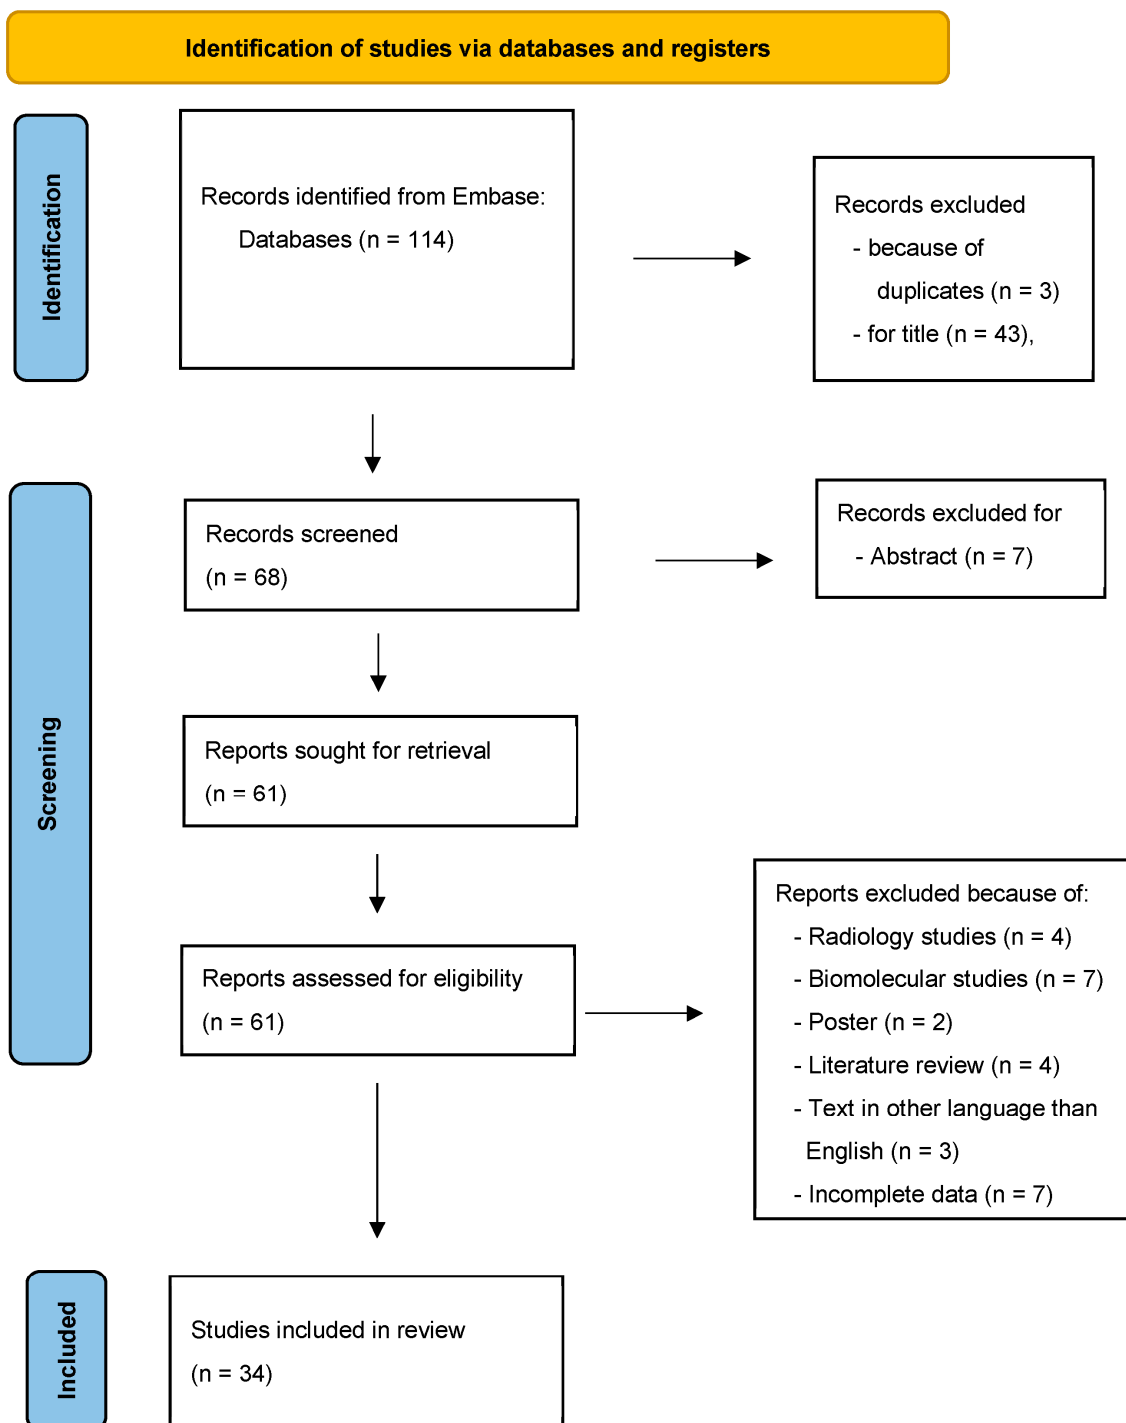 Identification of studies via databases and registers
Identification
Records identified from Embase:
Databases (n = 114)
Records excluded
- because of
duplicates (n = 3)
- for title (n = 43),
Screening
Records screened
(n = 68)
Records excluded for
- Abstract (n = 7)
Reports sought for retrieval
(n = 61)
Reports assessed for eligibility
(n = 61)
Reports excluded because of:
- Radiology studies (n = 4)
- Biomolecular studies (n = 7)
- Poster (n = 2)
- Literature review (n = 4)
- Text in other language than
English (n = 3)
- Incomplete data (n = 7)
Included
Studies included in review
(n = 34)